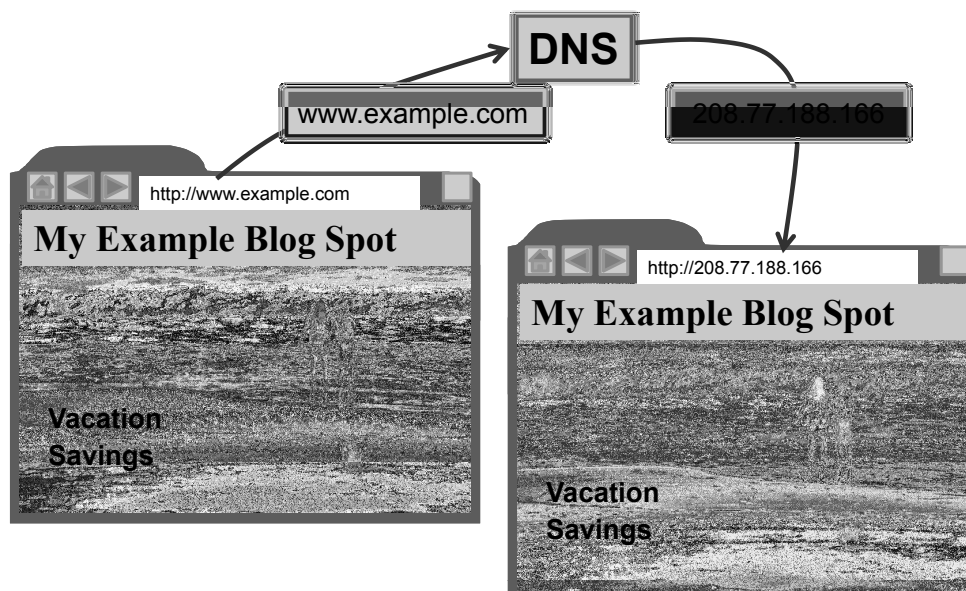 DNS
www.example.com
208.77.188.166
http://www.example.com
My Example Blog Spot
Vacation
Savings
http://208.77.188.166
My Example Blog Spot
Vacation
Savings